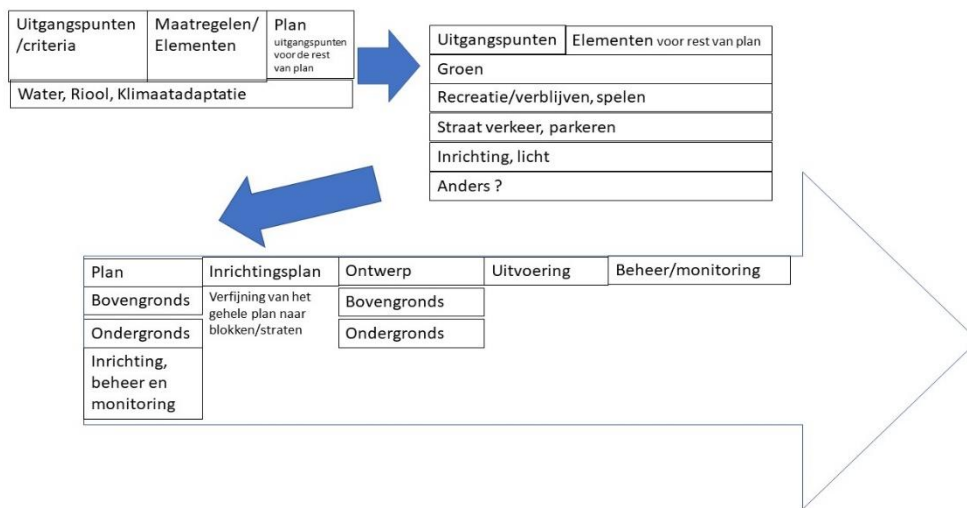 Uitgangspunten
/criteria
Maatregelen/
Elementen
Plan
uitgangspunten
voor de rest
van plan
Water, Riool, Klimaatadaptatie
Uitgangspunten
Elementen voor rest van plan
Groen
Recreatie/verblijven, spelen
Straat verkeer, parkeren
Inrichting, licht
Anders ?
Plan
Bovengronds
Ondergronds
Inrichting,
beheer en
monitoring
Inrichtingsplan
Verfijning van het
gehele plan naar
blokken/straten
Ontwerp
Bovengronds
Ondergronds
Uitvoering
Beheer/monitoring